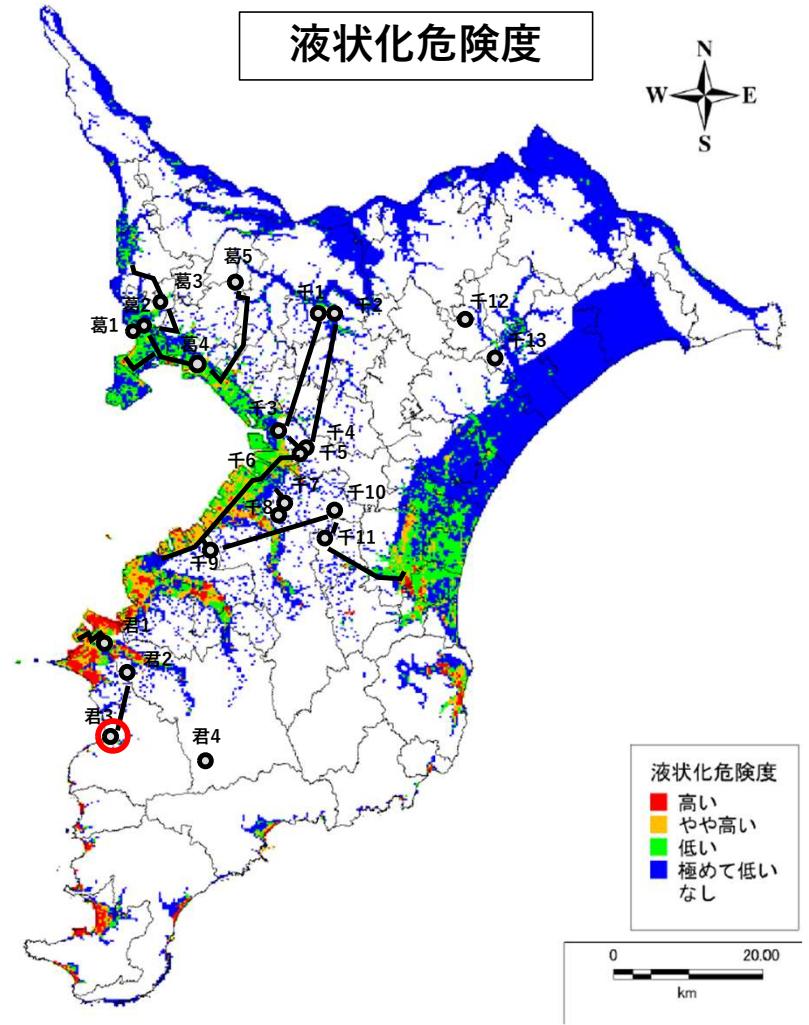 液状化危険度
N
W E
S
葛5
葛3
葛2
葛1
葛4
千1
千2
千12
千13
千3
千4
千5
千6
千7
千8
千10
千11
千9
君1
君2
君3
君4
液状化危険度
高い
やや高い
低い
極めて低い
なし
0 20.00
km